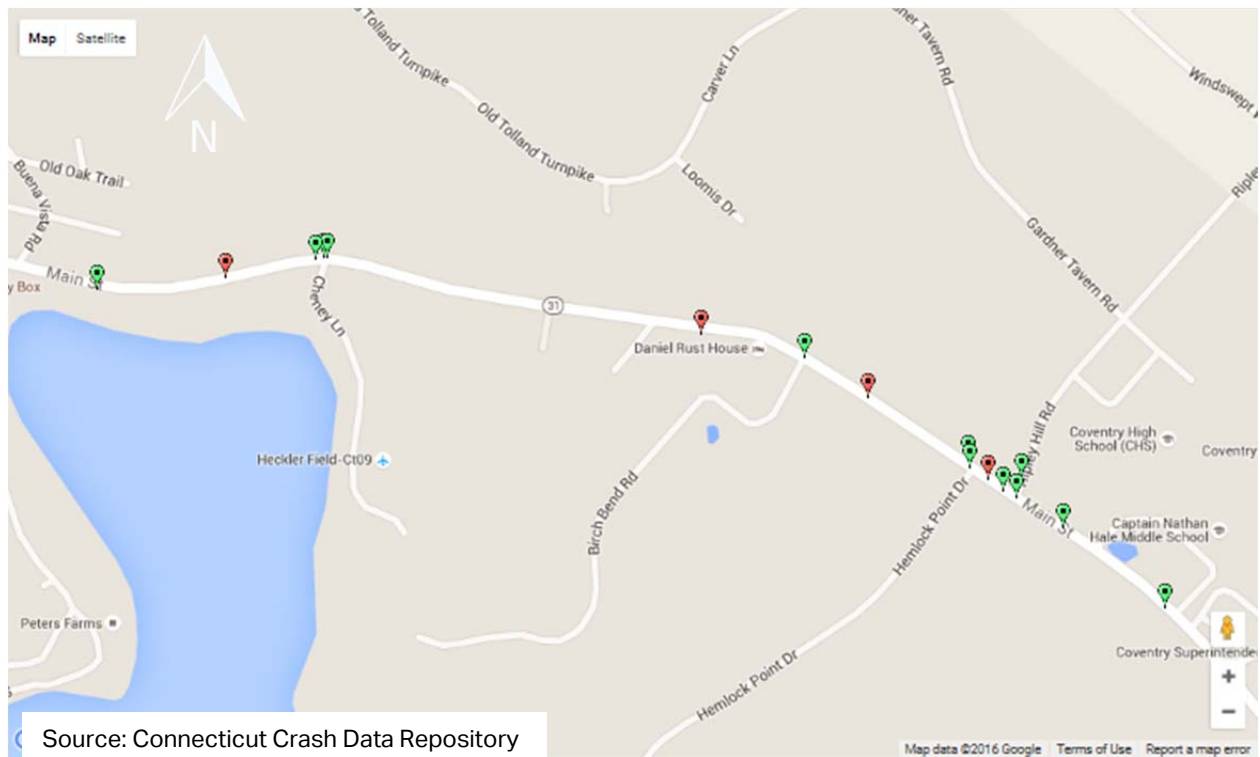 Map Satellite
N
Old Tolland Turnpike
Old Tolland Turnpike
Carver Ln
Loomis Dr
Gardner Tavern Rd
Gardner Tavern Rd
Windswept
Old Oak Trail
Buena Vista Rd
Main St
y Box
Cheney Ln
31
Daniel Rust House
Ripley Hill Rd
Coventry High
School (CHS)
Coventry
Heckler Field-Ct09
Birch Bend Rd
Hemlock Point Dr
Main St
Captain Nathan
Hale Middle School
Peters Farms
Hemlock Point Dr
Coventry Superintende
+
−
Source: Connecticut Crash Data Repository
Map data ©2016 Google Terms of Use Report a map error